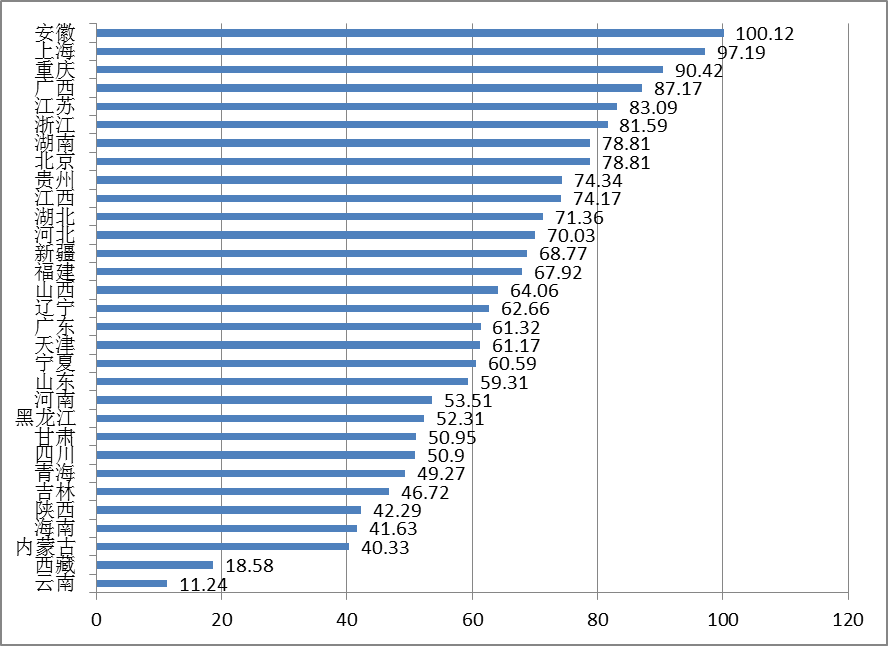 安徽 100.12
上海 97.19
重庆 90.42
广西 87.17
江苏 83.09
浙江 81.59
湖南 78.81
北京 78.81
贵州 74.34
江西 74.17
湖北 71.36
河北 70.03
新疆 68.77
福建 67.92
山西 64.06
辽宁 62.66
广东 61.32
天津 61.17
宁夏 60.59
山东 59.31
河南 53.51
黑龙江 52.31
甘肃 50.95
四川 50.9
青海 49.27
吉林 46.72
陕西 42.29
海南 41.63
内蒙古 40.33
西藏 18.58
云南 11.24
0 20 40 60 80 100 120